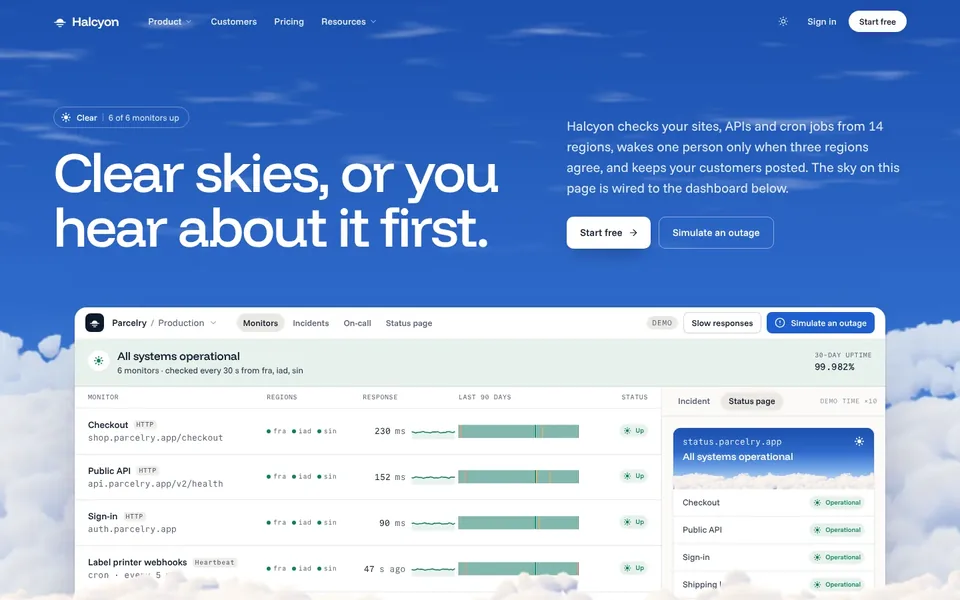 Halcyon
Product
Customers
Pricing
Resources
Sign in
Start free
Clear | 6 of 6 monitors up
Clear skies, or you
hear about it first.
Halcyon checks your sites, APIs and cron jobs from 14
regions, wakes one person only when three regions
agree, and keeps your customers posted. The sky on this
page is wired to the dashboard below.
Start free →
Simulate an outage
Parcelry / Production
Monitors
Incidents
On-call
Status page
DEMO
Slow responses
Simulate an outage
All systems operational
6 monitors · checked every 30 s from fra, iad, sin
30-DAY UPTIME
99.982%
MONITOR REGIONS RESPONSE LAST 90 DAYS STATUS
Checkout HTTP
shop.parcelry.app/checkout
fra iad sin
230 ms
Up
Public API HTTP
api.parcelry.app/v2/health
fra iad sin
152 ms
Up
Sign-in HTTP
auth.parcelry.app
fra iad sin
90 ms
Up
Label printer webhooks Heartbeat
cron · every 5
fra iad sin
47 s ago
Up
Incident
Status page
DEMO TIME ×10
status.parcelry.app
All systems operational
Checkout Operational
Public API Operational
Sign-in Operational
Shipping Operational